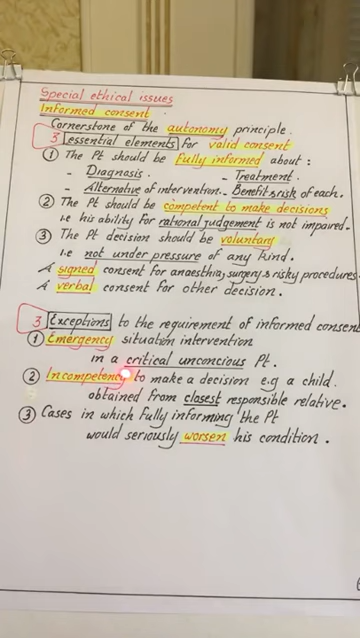 Special ethical issues
Informed consent
Cornerstone of the autonomy principle.
3 essential elements for valid consent
① The Pt should be fully informed about :
- Diagnosis. - Treatment.
- Alternative of intervention. - Benefit & risk of each.
② The Pt should be competent to make decisions
i.e his ability for rational judgement is not impaired.
③ The Pt decision should be voluntary
i.e not under pressure of any kind.
A signed consent for anaesthia, surgery & risky procedures.
A verbal consent for other decision.
3 Exceptions to the requirement of informed consent
① Emergency situation intervention
in a critical unconcious Pt.
② Incompetency to make a decision e.g a child.
obtained from closest responsible relative.
③ Cases in which fully informing the Pt
would seriously worsen his condition.